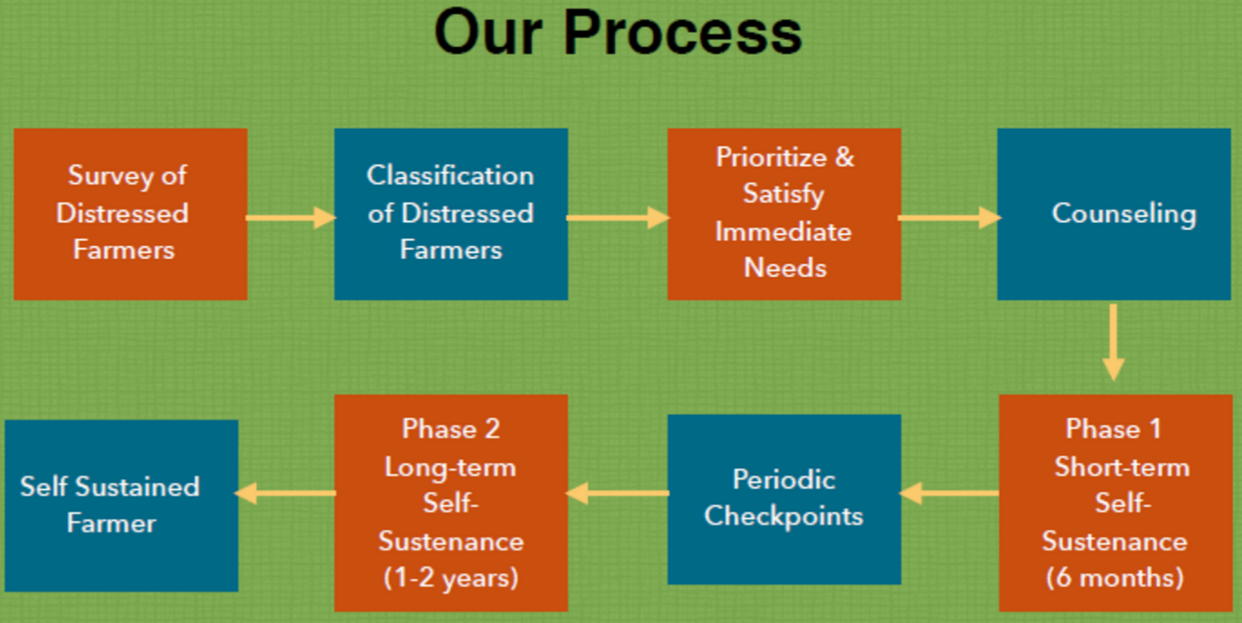 Our Process
Survey of
Distressed
Farmers
Classification
of Distressed
Farmers
Prioritize &
Satisfy
Immediate
Needs
Counseling
Phase 1
Short-term
Self-
Sustenance
(6 months)
Periodic
Checkpoints
Phase 2
Long-term
Self-
Sustenance
(1-2 years)
Self Sustained
Farmer